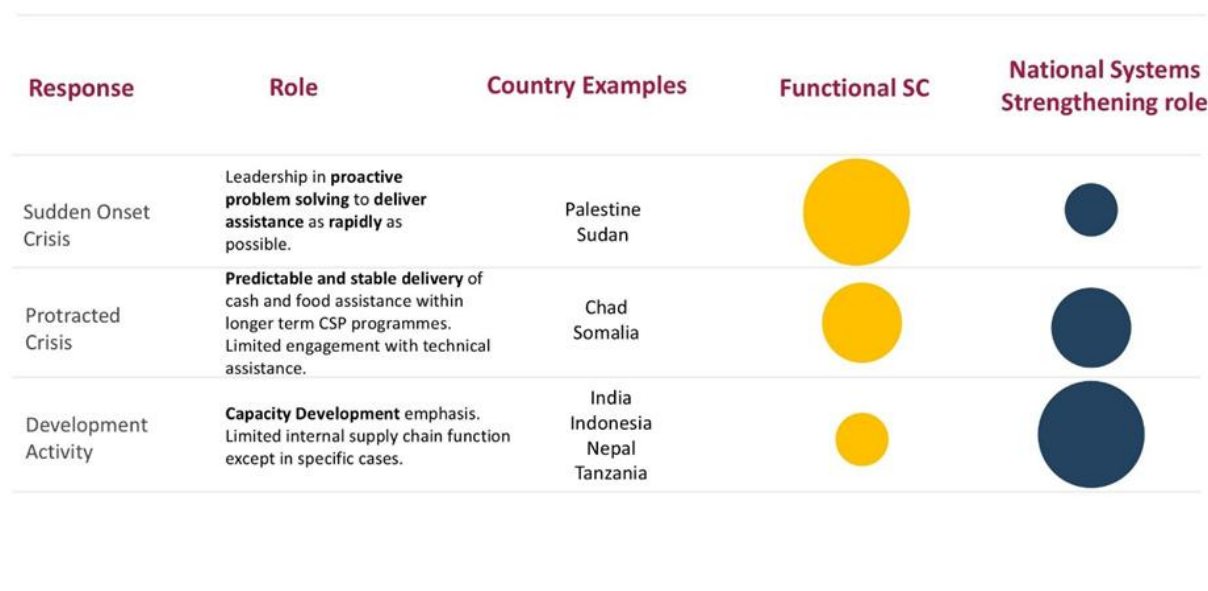 Response
Role
Country Examples
Functional SC
National Systems
Strengthening role
Sudden Onset
Crisis
Leadership in proactive
problem solving to deliver
assistance as rapidly as
possible.
Palestine
Sudan
Protracted
Crisis
Predictable and stable delivery of
cash and food assistance within
longer term CSP programmes.
Limited engagement with technical
assistance.
Chad
Somalia
Development
Activity
Capacity Development emphasis.
Limited internal supply chain function
except in specific cases.
India
Indonesia
Nepal
Tanzania